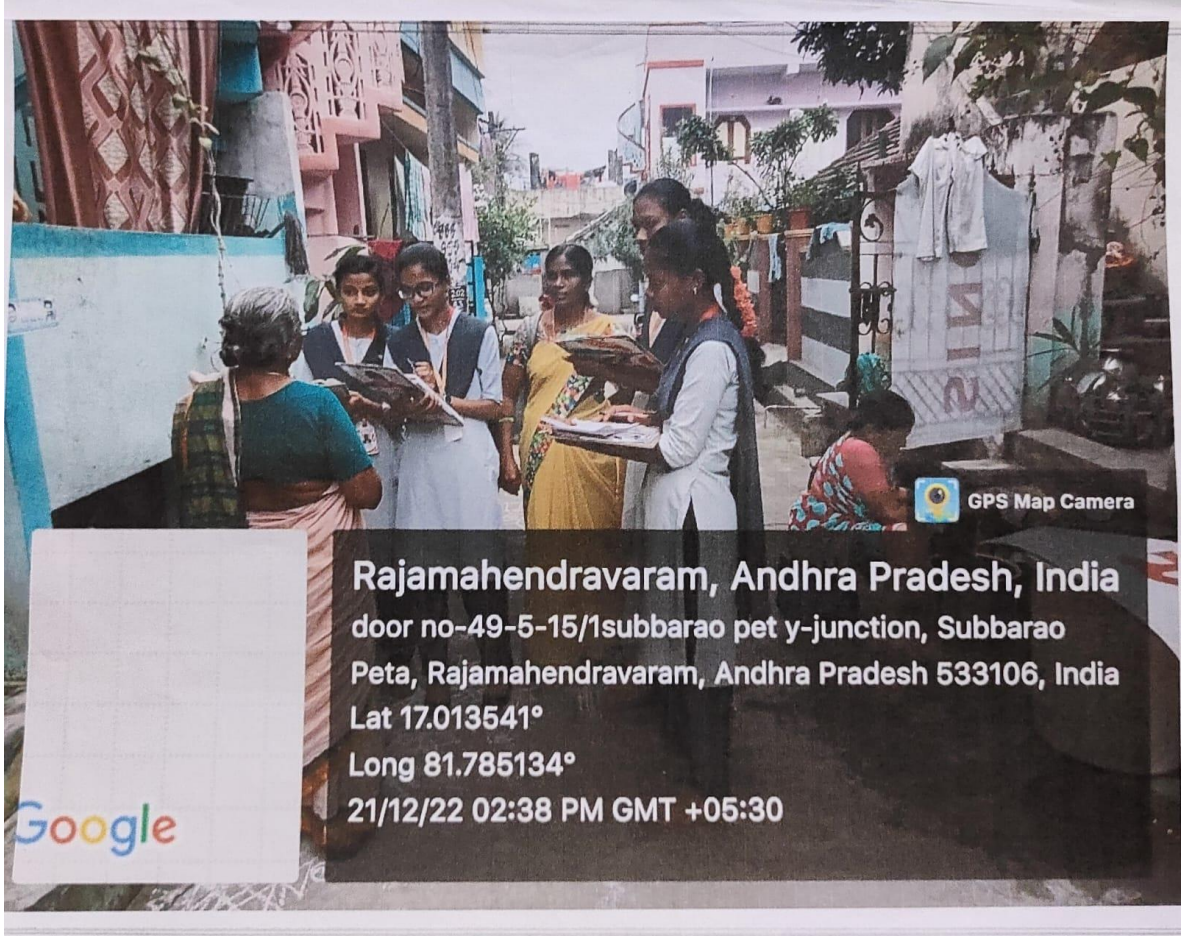 GPS Map Camera
Rajamahendravaram, Andhra Pradesh, India
door no-49-5-15/1subbarao pet y-junction, Subbarao
Peta, Rajamahendravaram, Andhra Pradesh 533106, India
Lat 17.013541°
Long 81.785134°
21/12/22 02:38 PM GMT +05:30
Google